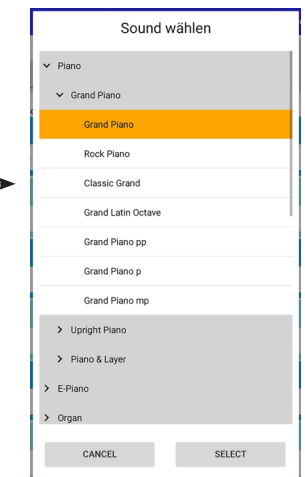 Sound wählen
Piano
Grand Piano
Grand Piano
Rock Piano
Classic Grand
Grand Latin Octave
Grand Piano pp
Grand Piano p
Grand Piano mp
Upright Piano
Piano & Layer
E-Piano
Organ
CANCEL SELECT